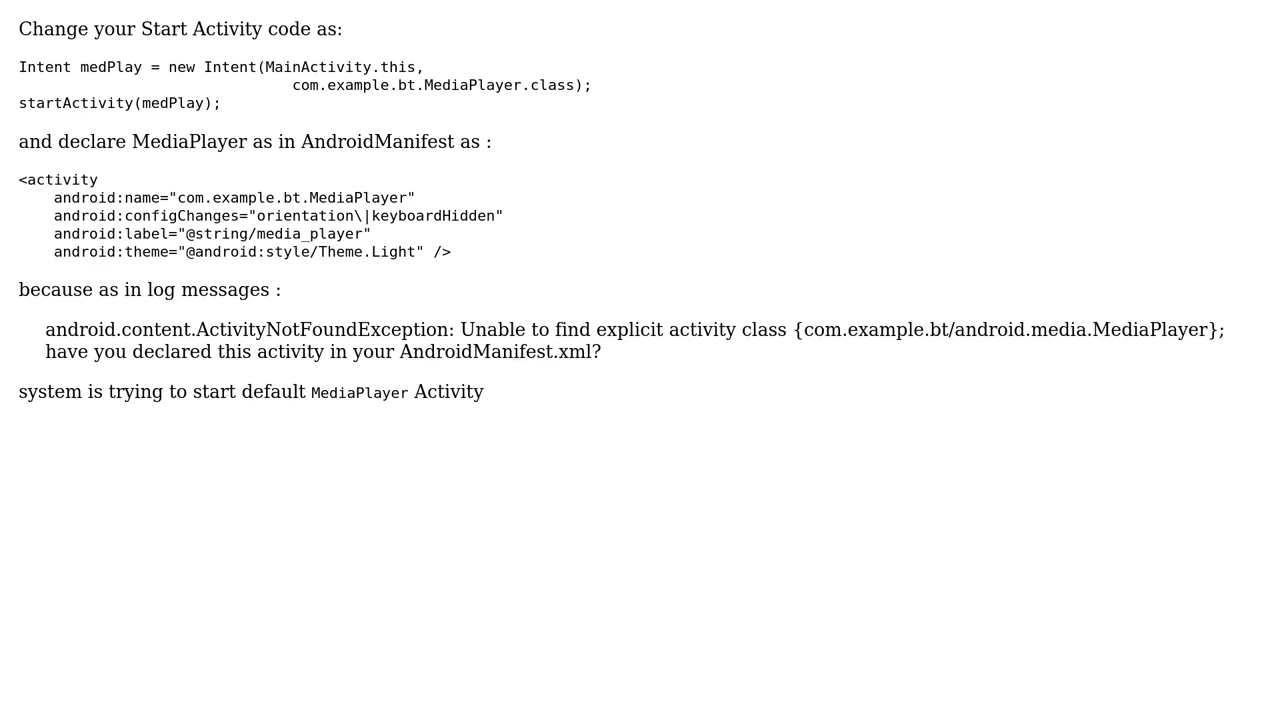 Change your Start Activity code as:
Intent medPlay = new Intent(MainActivity.this,
                               com.example.bt.MediaPlayer.class);
startActivity(medPlay);
and declare MediaPlayer as in AndroidManifest as :
<activity
    android:name="com.example.bt.MediaPlayer"
    android:configChanges="orientation\|keyboardHidden"
    android:label="@string/media_player"
    android:theme="@android:style/Theme.Light" />
because as in log messages :
android.content.ActivityNotFoundException: Unable to find explicit activity class {com.example.bt/android.media.MediaPlayer};
have you declared this activity in your AndroidManifest.xml?
system is trying to start default MediaPlayer Activity